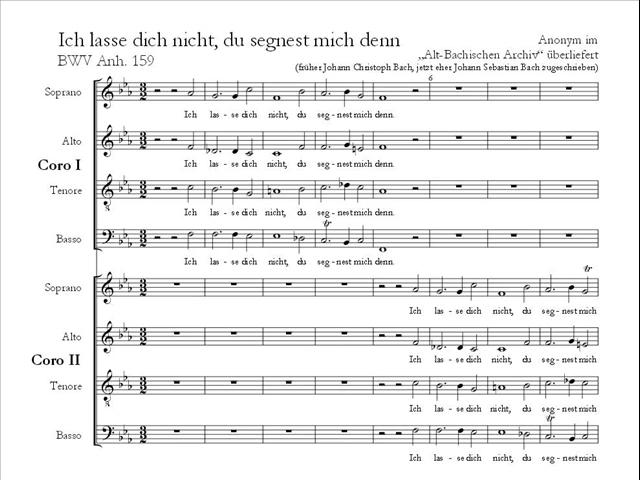 Ich lasse dich nicht, du segnest mich denn
BWV Anh. 159
Anonym im
„Alt-Bachischen Archiv“ überliefert
(früher Johann Christoph Bach, jetzt eher Johann Sebastian Bach zugeschrieben)
6
Soprano
Ich las - se dich nicht, du seg - nest mich denn.
Alto
Ich las - se dich nicht, du seg - nest mich denn.
Coro I
Tenore
Ich las - se dich nicht, du seg - nest mich denn.
tr
Basso
Ich las - se dich nicht, du seg - nest mich denn.
tr
Soprano
Ich las - se dich nicht, du seg - nest mich
Alto
Ich las - se dich nicht, du seg - nest mich
Coro II
Tenore
Ich las - se dich nicht, du seg - nest mich
tr
Basso
Ich las - se dich nicht, du seg - nest mich